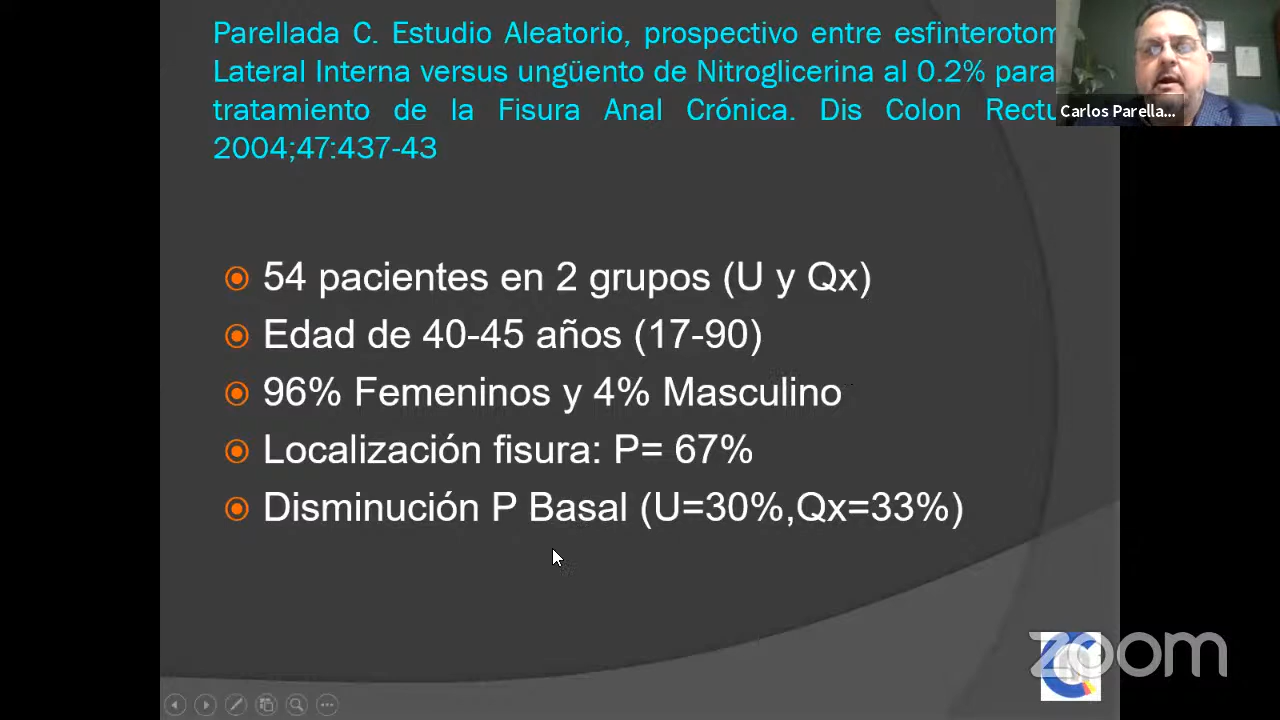 Parellada C. Estudio Aleatorio, prospectivo entre esfinterotom
Lateral Interna versus ungüento de Nitroglicerina al 0.2% para
tratamiento de la Fisura Anal Crónica. Dis Colon Rectu
2004;47:437-43
Carlos Parella...
54 pacientes en 2 grupos (U y Qx)
Edad de 40-45 años (17-90)
96% Femeninos y 4% Masculino
Localización fisura: P= 67%
Disminución P Basal (U=30%,Qx=33%)
zoom